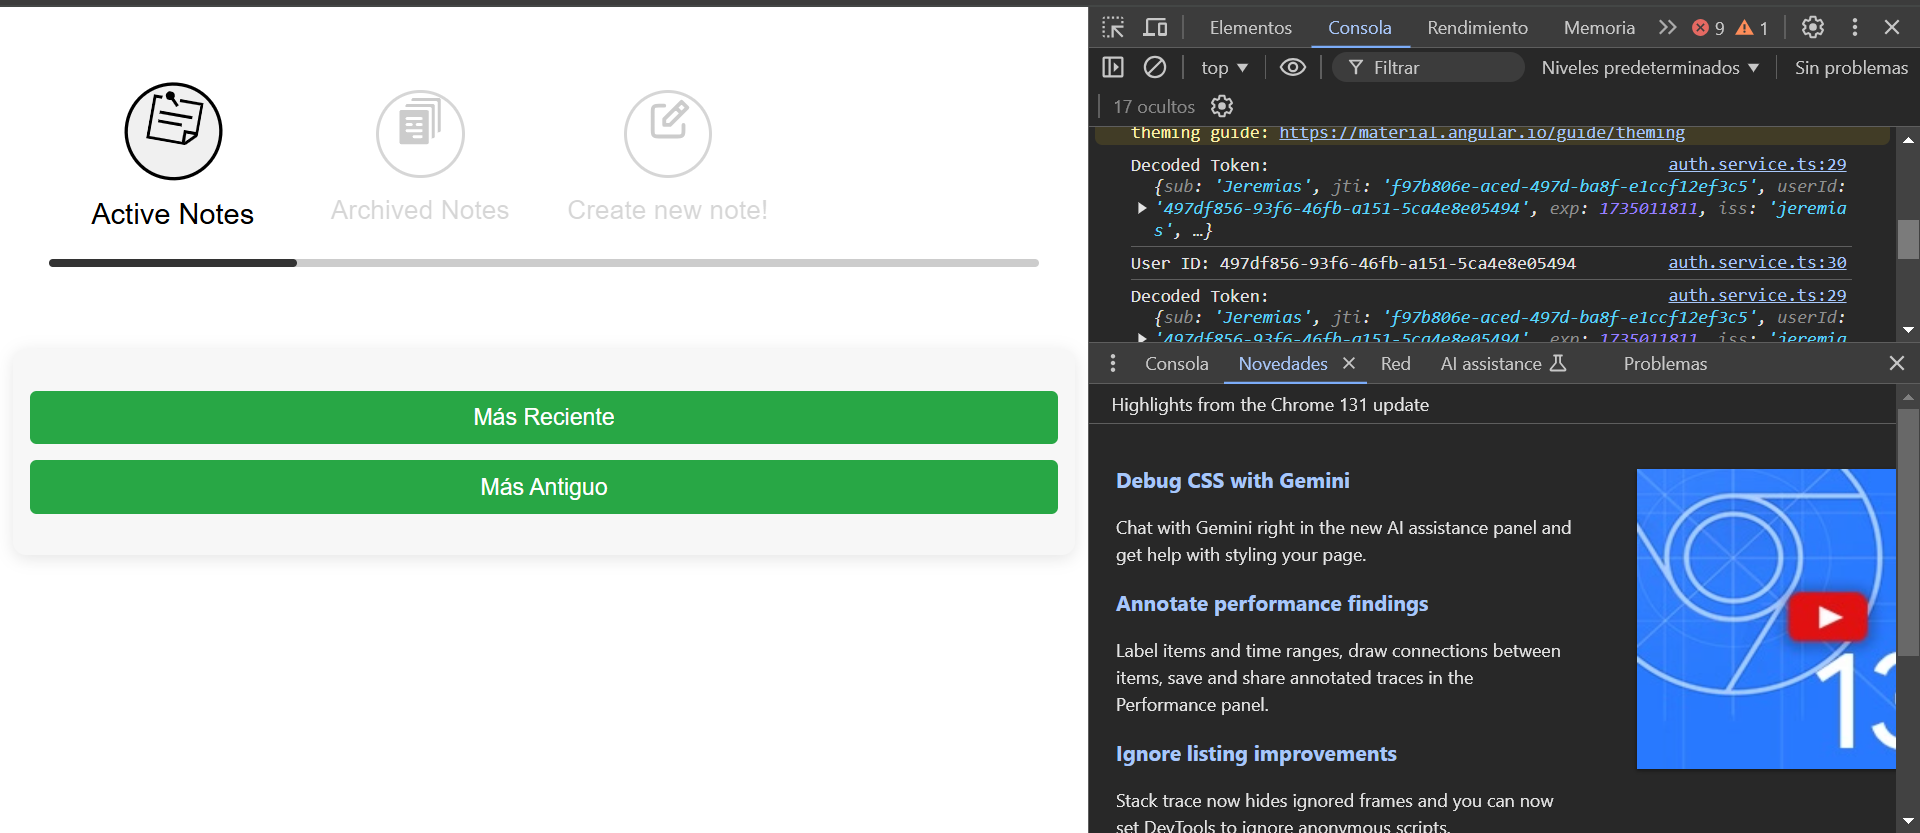 Active Notes
Archived Notes
Create new note!
Más Reciente
Más Antiguo
Elementos Consola Rendimiento Memoria 9 1
top Filtrar Niveles predeterminados Sin problemas
17 ocultos
theming guide: https://material.angular.io/guide/theming
Decoded Token: auth.service.ts:29
{sub: 'Jeremias', jti: 'f97b806e-aced-497d-ba8f-e1ccf12ef3c5', userId:
'497df856-93f6-46fb-a151-5ca4e8e05494', exp: 1735011811, iss: 'jeremia
s', …}
User ID: 497df856-93f6-46fb-a151-5ca4e8e05494 auth.service.ts:30
Decoded Token: auth.service.ts:29
{sub: 'Jeremias', jti: 'f97b806e-aced-497d-ba8f-e1ccf12ef3c5', userId:
'497df856-93f6-46fb-a151-5ca4e8e05494', exp: 1735011811, iss: 'jeremia
Consola Novedades Red AI assistance Problemas
Highlights from the Chrome 131 update
Debug CSS with Gemini
Chat with Gemini right in the new AI assistance panel and
get help with styling your page.
Annotate performance findings
Label items and time ranges, draw connections between
items, save and share annotated traces in the
Performance panel.
Ignore listing improvements
Stack trace now hides ignored frames and you can now
set DevTools to ignore anonymous scripts.
13